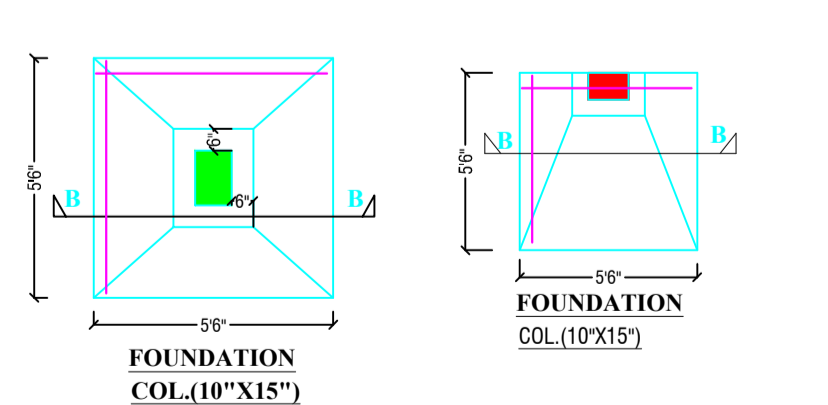 6"
5'6"
B
B
6"
5'6"
FOUNDATION
COL.(10"X15")
5'6"
B
B
5'6"
FOUNDATION
COL.(10"X15")